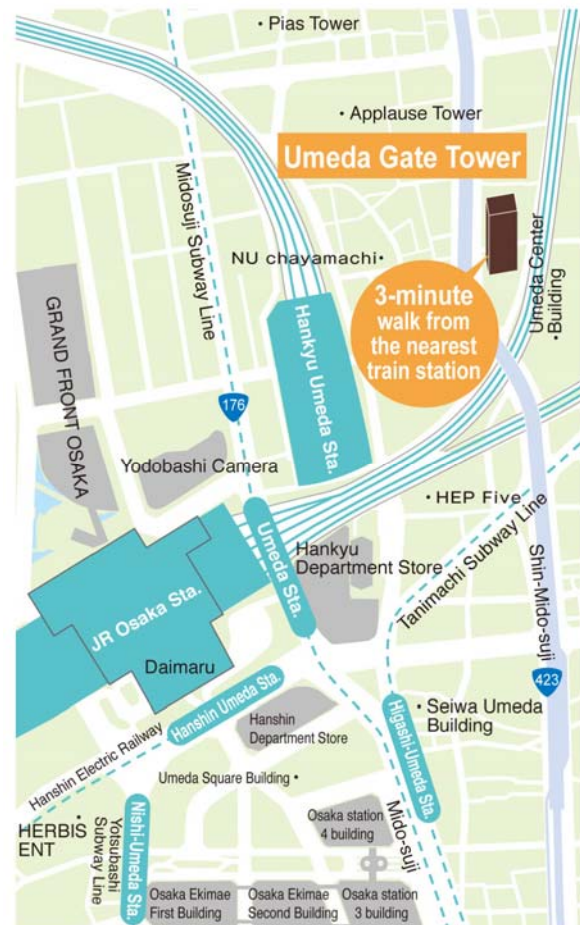 • Pias Tower
• Applause Tower
Umeda Gate Tower
Midosuji Subway Line
NU chayamachi•
3-minute
walk from
the nearest
train station
Umeda Center
•Building
GRAND FRONT OSAKA
Hankyu Umeda Sta.
176
Yodobashi Camera
• HEP Five
Umeda Sta.
Hankyu
Department Store
Tanimachi Subway Line
Shin-Mido-suji
JR Osaka Sta.
Daimaru
423
Hanshin Umeda Sta.
Higashi-Umeda-Sta.
• Seiwa Umeda
Building
Hanshin Electric Railway
Hanshin
Department Store
Umeda Square Building •
HERBIS
ENT
Yotsubashi
Subway Line
Nishi-Umeda Sta.
Osaka station
4 building
Mido-suji
Osaka Ekimae
First Building
Osaka Ekimae
Second Building
Osaka station
3 building